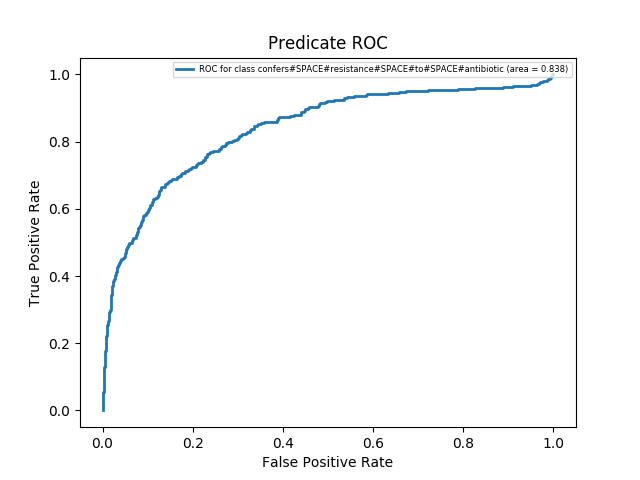 Predicate ROC
ROC for class confers#SPACE#resistance#SPACE#to#SPACE#antibiotic (area = 0.838)
1.0
0.8
0.6
0.4
0.2
0.0
True Positive Rate
0.0 0.2 0.4 0.6 0.8 1.0
False Positive Rate